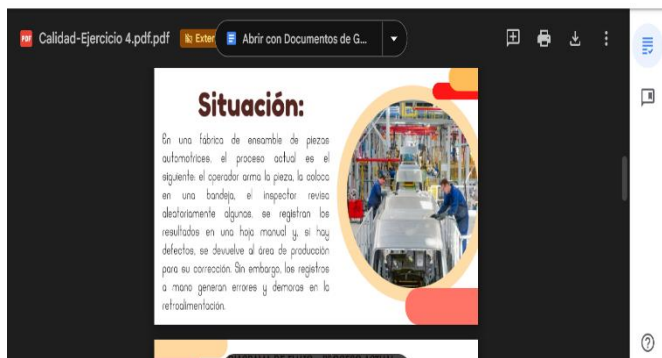 PDF Calidad-Ejercicio 4.pdf.pdf
Exter
Abrir con Documentos de G...
Situación:
En una fábrica de ensamble de piezas
automotrices, el proceso actual es el
siguiente: el operador arma la pieza, la coloca
en una bandeja, el inspector revisa
aleatoriamente algunas, se registran los
resultados en una hoja manual y, si hay
defectos, se devuelve al área de producción
para su corrección. Sin embargo, los registros
a mano generan errores y demoras en la
retroalimentación.